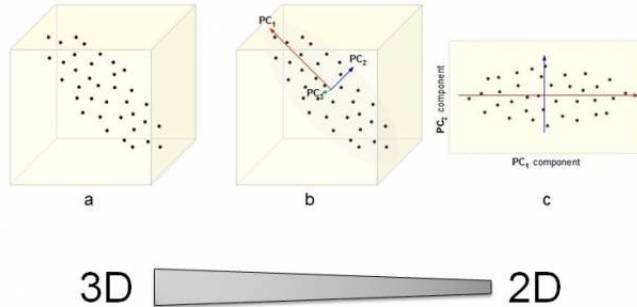 PC1
PC2
PC3
PC2 component
PC1 component
a
b
c
3D
2D